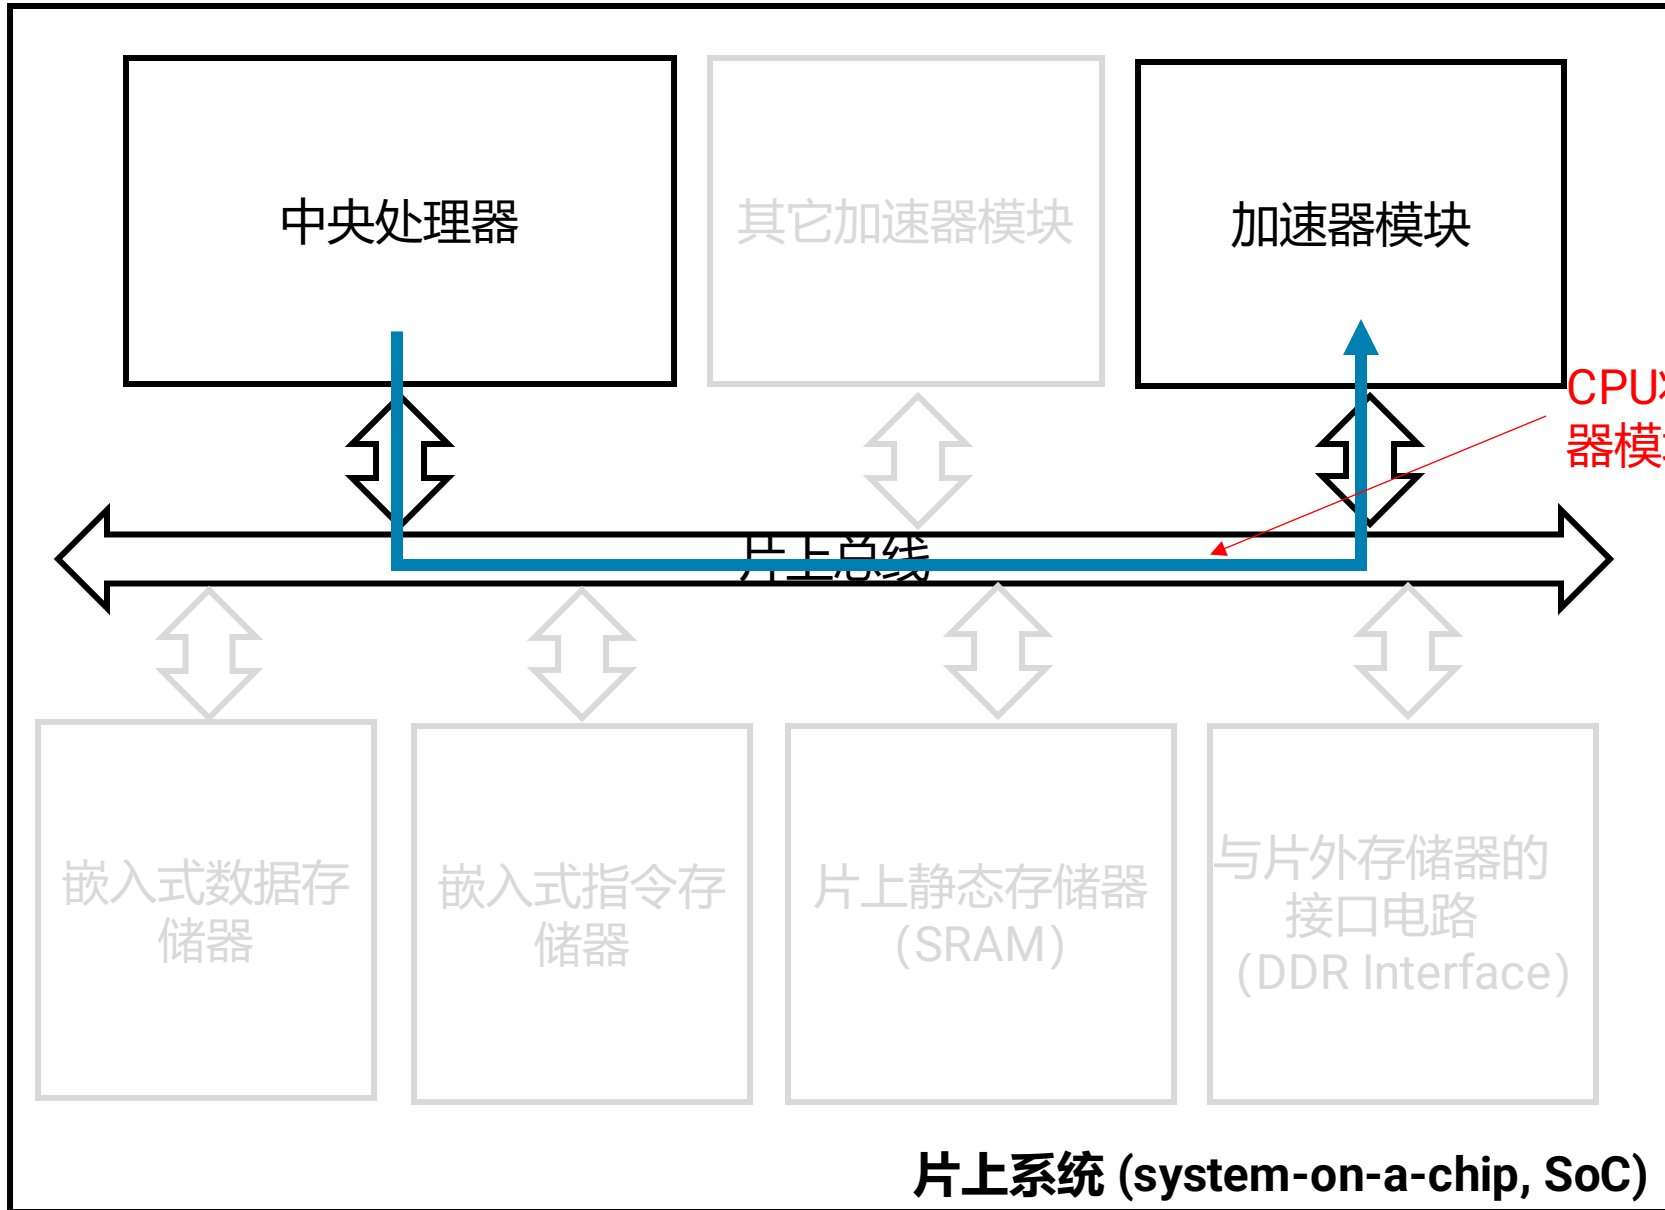 中央处理器
其它加速器模块
加速器模块
CPU
器模
片上总线
嵌入式数据存
储器
嵌入式指令存
储器
片上静态存储器
(SRAM)
与片外存储器的
接口电路
(DDR Interface)
片上系统 (system-on-a-chip, SoC)